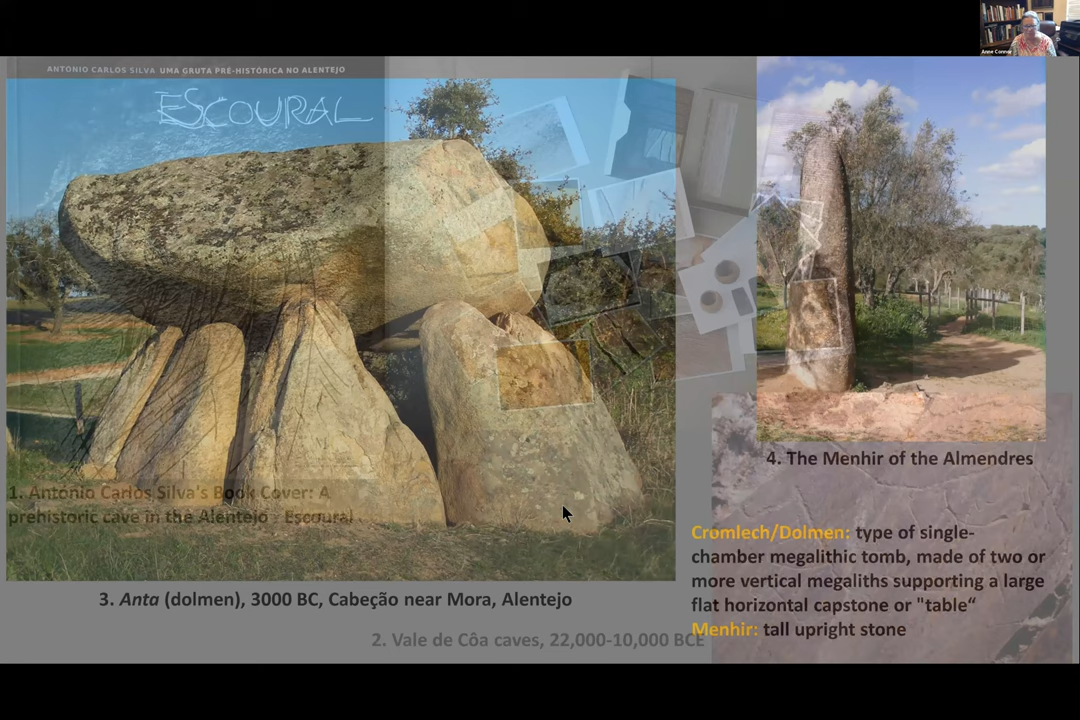 Anne Connor
ANTÓNIO CARLOS SILVA UMA GRUTA PRÉ-HISTÓRICA NO ALENTEJO
ESCOURAL
1. António Carlos Silva's Book Cover: A
prehistoric cave in the Alentejo - Escoural
3. Anta (dolmen), 3000 BC, Cabeção near Mora, Alentejo
2. Vale de Côa caves, 22,000-10,000 BCE
4. The Menhir of the Almendres
Cromlech/Dolmen: type of single-
chamber megalithic tomb, made of two or
more vertical megaliths supporting a large
flat horizontal capstone or "table“
Menhir: tall upright stone